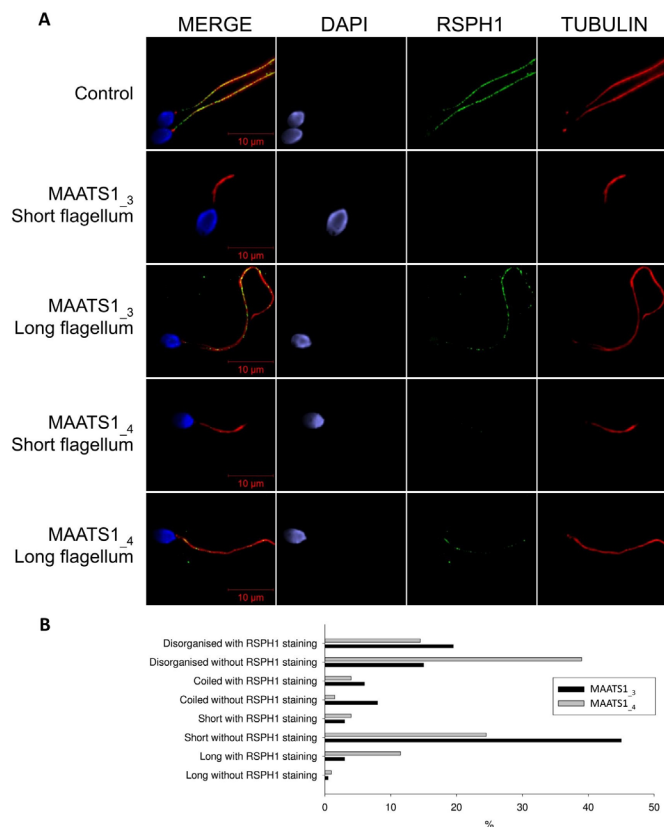 A
MERGE DAPI RSPH1 TUBULIN
Control
10 µm
MAATS1_3
Short flagellum
10 µm
MAATS1_3
Long flagellum
10 µm
MAATS1_4
Short flagellum
10 µm
MAATS1_4
Long flagellum
10 µm
B
Disorganised with RSPH1 staining
Disorganised without RSPH1 staining
Coiled with RSPH1 staining
Coiled without RSPH1 staining
Short with RSPH1 staining
Short without RSPH1 staining
Long with RSPH1 staining
Long without RSPH1 staining
MAATS1_3
MAATS1_4
0 10 20 30 40 50
%